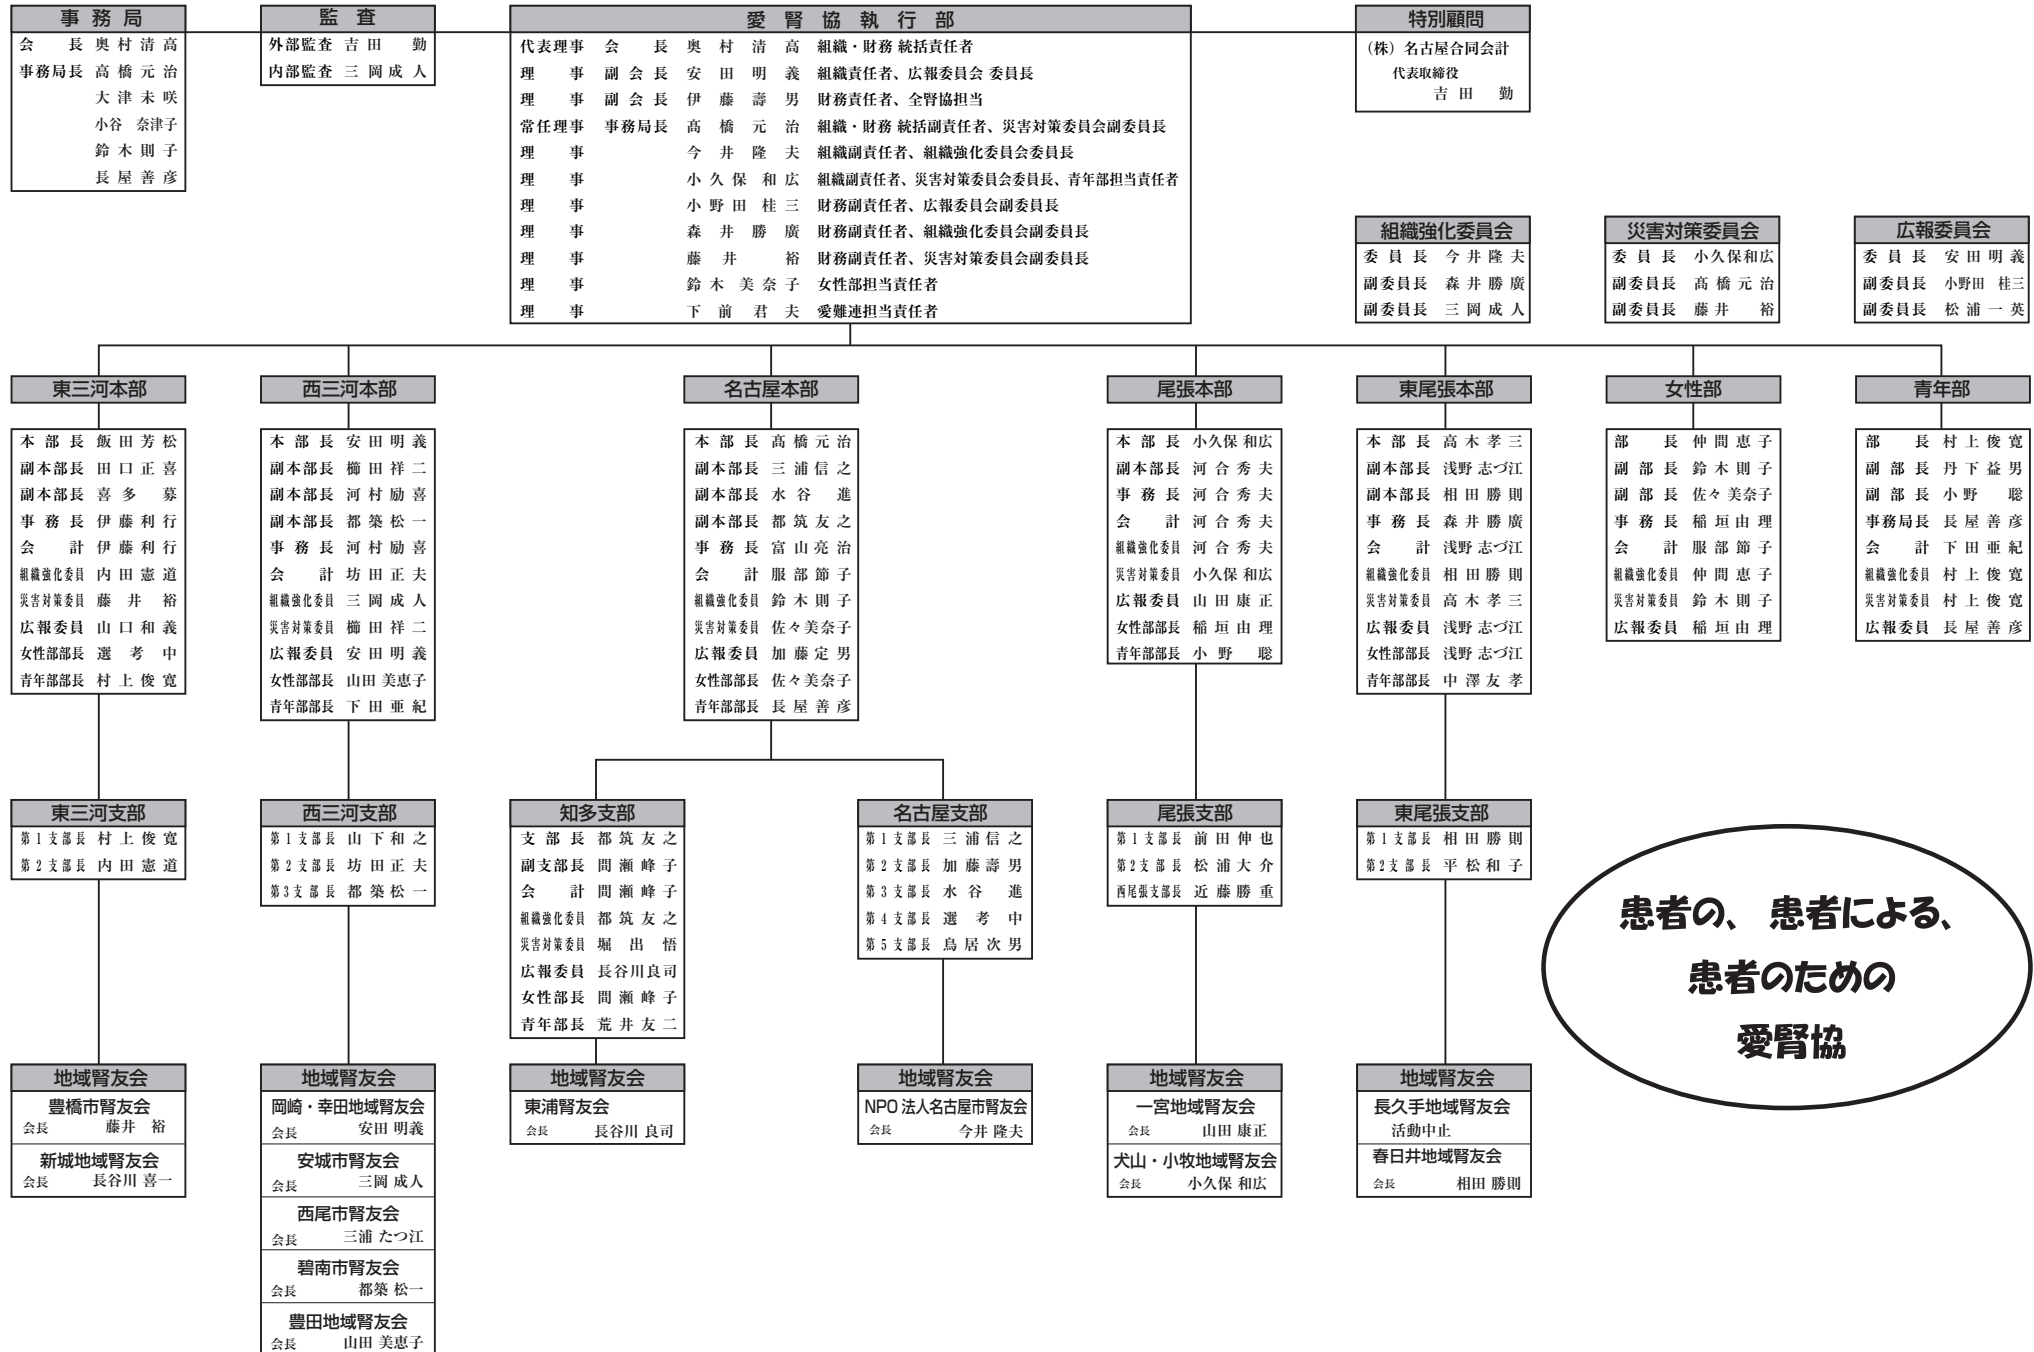 事務局
会長 奥村清高
事務局長 高橋元治
大津未咲
小谷 奈津子
鈴木則子
長屋善彦
監査
外部監査 吉田 勤
内部監査 三岡成人
愛腎協執行部
代表理事 会長 奥村清高 組織・財務 統括責任者
理事 副会長 安田明義 組織責任者、広報委員会 委員長
理事 副会長 伊藤壽男 財務責任者、全腎協担当
常任理事 事務局長 髙橋元治 組織・財務 統括副責任者、災害対策委員会副委員長
理事 今井隆夫 組織副責任者、組織強化委員会委員長
理事 小久保 和広 組織副責任者、災害対策委員会委員長、青年部担当責任者
理事 小野田 桂三 財務副責任者、広報委員会副委員長
理事 森井勝廣 財務副責任者、組織強化委員会副委員長
理事 藤井 裕 財務副責任者、災害対策委員会副委員長
理事 鈴木 美奈子 女性部担当責任者
理事 下前君夫 愛難連担当責任者
特別顧問
(株)名古屋合同会計
代表取締役
吉田 勤
組織強化委員会
委員長 今井隆夫
副委員長 森井勝廣
副委員長 三岡成人
災害対策委員会
委員長 小久保和広
副委員長 髙橋元治
副委員長 藤井 裕
広報委員会
委員長 安田明義
副委員長 小野田 桂三
副委員長 松浦一英
東三河本部
本部長 飯田芳松
副本部長 田口正喜
副本部長 喜多 募
事務長 伊藤利行
会計 伊藤利行
組織強化委員 内田憲道
災害対策委員 藤井 裕
広報委員 山口和義
女性部部長 選考中
青年部部長 村上俊寛
西三河本部
本部長 安田明義
副本部長 櫛田祥二
副本部長 河村励喜
副本部長 都築松一
事務長 河村励喜
会計 坊田正夫
組織強化委員 三岡成人
災害対策委員 櫛田祥二
広報委員 安田明義
女性部部長 山田 美恵子
青年部部長 下田亜紀
名古屋本部
本部長 髙橋元治
副本部長 三浦信之
副本部長 水谷 進
副本部長 都筑友之
事務長 富山亮治
会計 服部節子
組織強化委員 鈴木則子
災害対策委員 佐々美奈子
広報委員 加藤定男
女性部部長 佐々美奈子
青年部部長 長屋善彦
尾張本部
本部長 小久保 和広
副本部長 河合秀夫
事務長 河合秀夫
会計 河合秀夫
組織強化委員 河合秀夫
災害対策委員 小久保 和広
広報委員 山田康正
女性部部長 稲垣由理
青年部部長 小野 聡
東尾張本部
本部長 高木孝三
副本部長 浅野 志づ江
副本部長 相田勝則
事務長 森井勝廣
会計 浅野 志づ江
組織強化委員 相田勝則
災害対策委員 高木孝三
広報委員 浅野 志づ江
女性部部長 浅野 志づ江
青年部部長 中澤友孝
女性部
部長 仲間恵子
副部長 鈴木則子
副部長 佐々 美奈子
事務長 稲垣由理
会計 服部節子
組織強化委員 仲間恵子
災害対策委員 鈴木則子
広報委員 稲垣由理
青年部
部長 村上俊寛
副部長 丹下益男
副部長 小野 聡
事務局長 長屋善彦
会計 下田亜紀
組織強化委員 村上俊寛
災害対策委員 村上俊寛
広報委員 長屋善彦
東三河支部
第1支部長 村上俊寛
第2支部長 内田憲道
西三河支部
第1支部長 山下和之
第2支部長 坊田正夫
第3支部長 都築松一
知多支部
支部長 都筑友之
副支部長 間瀬峰子
会計 間瀬峰子
組織強化委員 都筑友之
災害対策委員 堀出 悟
広報委員 長谷川良司
女性部長 間瀬峰子
青年部長 荒井友二
名古屋支部
第1支部長 三浦信之
第2支部長 加藤壽男
第3支部長 水谷 進
第4支部長 選考中
第5支部長 鳥居次男
尾張支部
第1支部長 前田伸也
第2支部長 松浦大介
西尾張支部長 近藤勝重
東尾張支部
第1支部長 相田勝則
第2支部長 平松和子
患者の、患者による、
患者のための
愛腎協
地域腎友会
豊橋市腎友会
会長 藤井 裕
新城地域腎友会
会長 長谷川 喜一
地域腎友会
岡崎・幸田地域腎友会
会長 安田 明義
安城市腎友会
会長 三岡 成人
西尾市腎友会
会長 三浦 たつ江
碧南市腎友会
会長 都築 松一
豊田地域腎友会
会長 山田 美恵子
地域腎友会
東浦腎友会
会長 長谷川 良司
地域腎友会
NPO法人名古屋市腎友会
会長 今井 隆夫
地域腎友会
一宮地域腎友会
会長 山田 康正
犬山・小牧地域腎友会
会長 小久保 和広
地域腎友会
長久手地域腎友会
活動中止
春日井地域腎友会
会長 相田 勝則